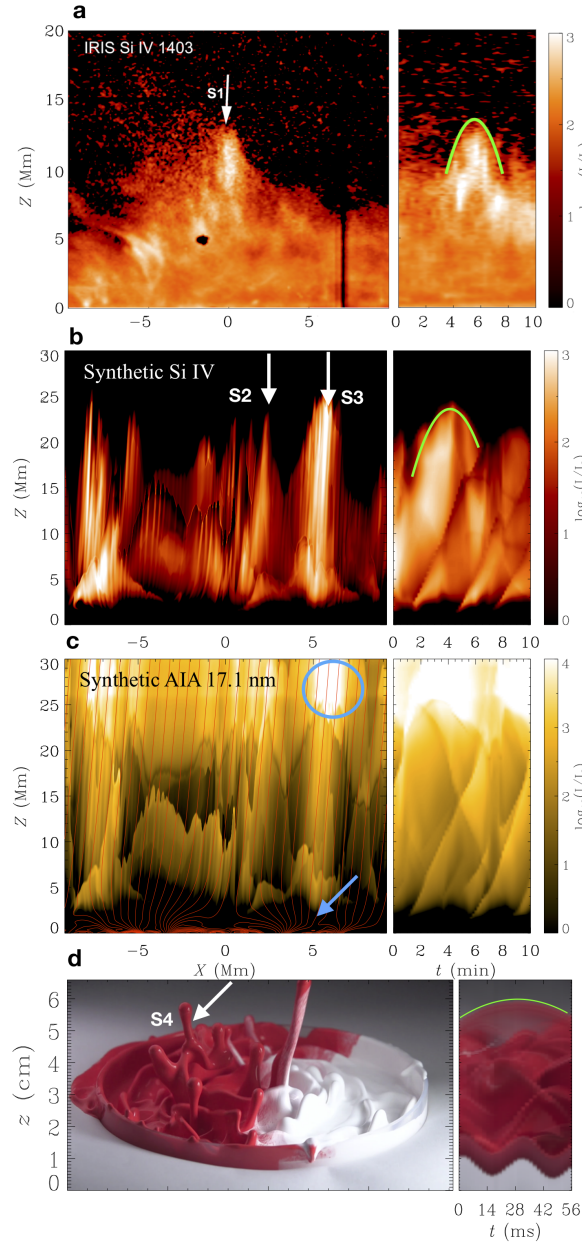 a
IRIS Si IV 1403
S1
Z (Mm)
20
15
10
5
0
−5
0
5
0 2 4 6 8 10
3
2
1
0
b
Synthetic Si IV
S2
S3
Z (Mm)
30
25
20
15
10
5
0
−5
0
5
0 2 4 6 8 10
3
2
1
0
log (I/I.)
c
Synthetic AIA 17.1 nm
Z (Mm)
30
25
20
15
10
5
0
−5
0
5
X (Mm)
0 2 4 6 8 10
t (min)
4
3
2
1
0
log (I/I.)
d
S4
z (cm)
6
5
4
3
2
1
0
0 14 28 42 56
t (ms)